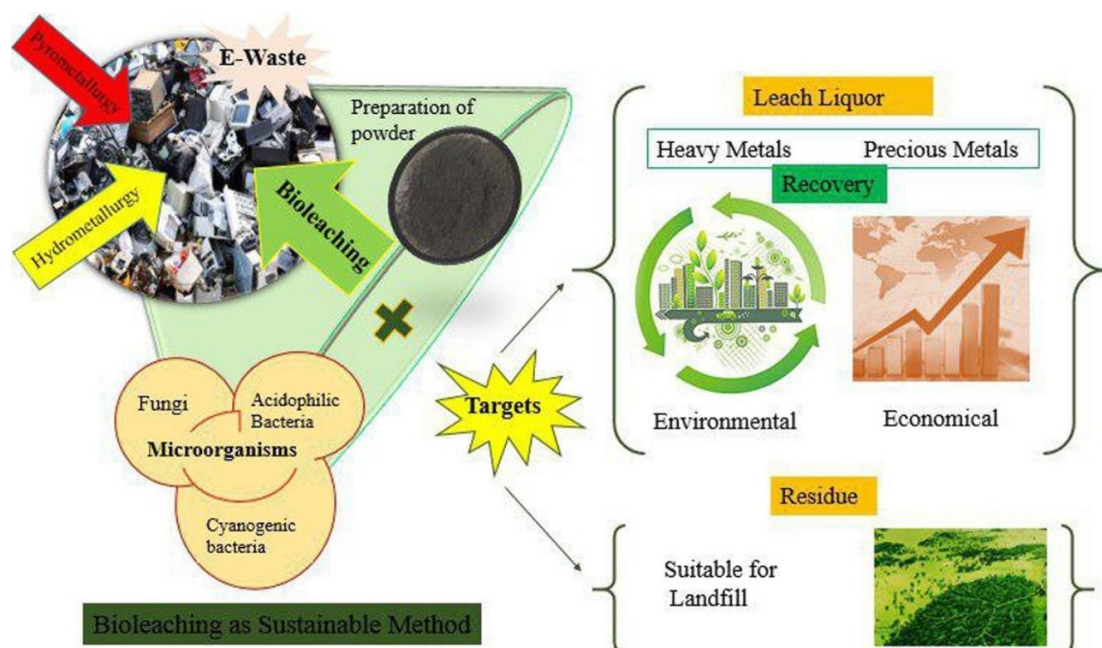 Pyrometallurgy
E-Waste
Hydrometallurgy
Bioleaching
Preparation of
powder
Fungi
Acidophilic
Bacteria
Microorganisms
Cyanogenic
bacteria
Bioleaching as Sustainable Method
Targets
Leach Liquor
Heavy Metals
Precious Metals
Recovery
Environmental
Economical
Residue
Suitable for
Landfill